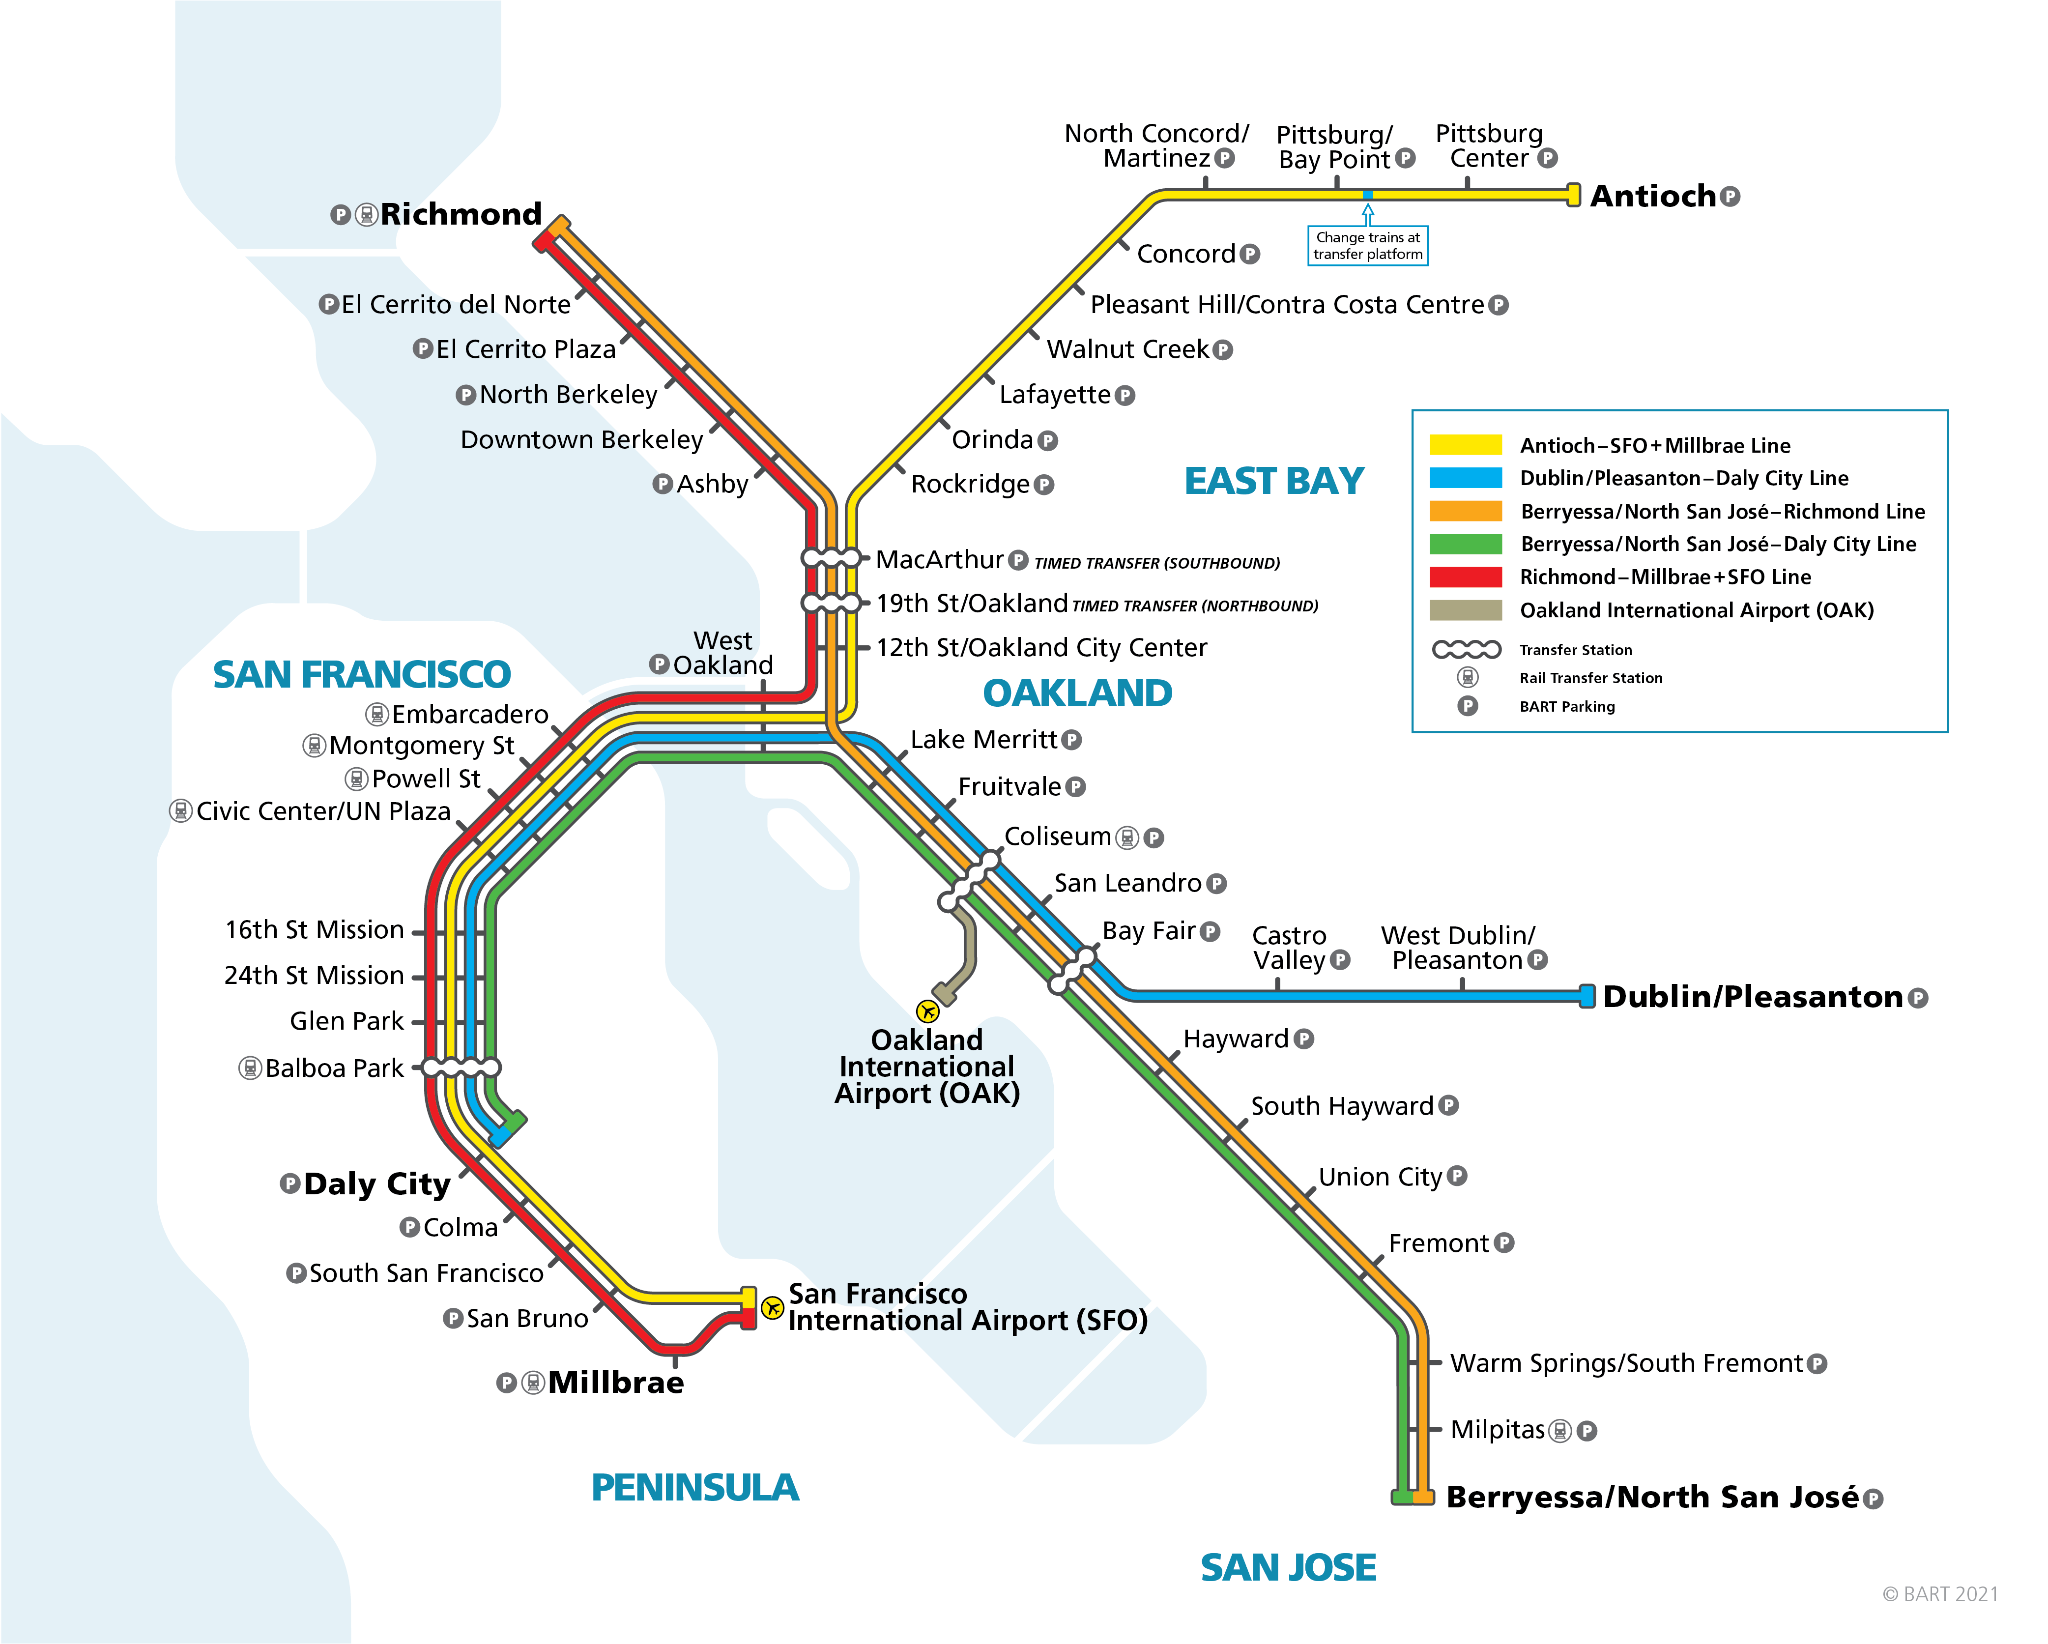 North Concord/
Martinez P
Pittsburg/
Bay Point P
Pittsburg
Center P
Antioch P
Change trains at
transfer platform
P Richmond
Concord P
P El Cerrito del Norte
Pleasant Hill/Contra Costa Centre P
P El Cerrito Plaza
Walnut Creek P
P North Berkeley
Lafayette P
Downtown Berkeley
Orinda P
P Ashby
Rockridge P
EAST BAY
Antioch–SFO+Millbrae Line
Dublin/Pleasanton–Daly City Line
Berryessa/North San José–Richmond Line
Berryessa/North San José–Daly City Line
Richmond–Millbrae+SFO Line
Oakland International Airport (OAK)
Transfer Station
Rail Transfer Station
P BART Parking
MacArthur P TIMED TRANSFER (SOUTHBOUND)
19th St/Oakland TIMED TRANSFER (NORTHBOUND)
12th St/Oakland City Center
West
P Oakland
SAN FRANCISCO
OAKLAND
Embarcadero
Montgomery St
Powell St
Civic Center/UN Plaza
Lake Merritt P
Fruitvale P
Coliseum P
San Leandro P
Bay Fair P
Castro
Valley P
West Dublin/
Pleasanton P
Dublin/Pleasanton P
16th St Mission
24th St Mission
Glen Park
Balboa Park
Oakland
International
Airport (OAK)
Hayward P
South Hayward P
Union City P
Fremont P
P Daly City
P Colma
P South San Francisco
P San Bruno
San Francisco
International Airport (SFO)
P Millbrae
Warm Springs/South Fremont P
Milpitas P
Berryessa/North San José P
PENINSULA
SAN JOSE
© BART 2021